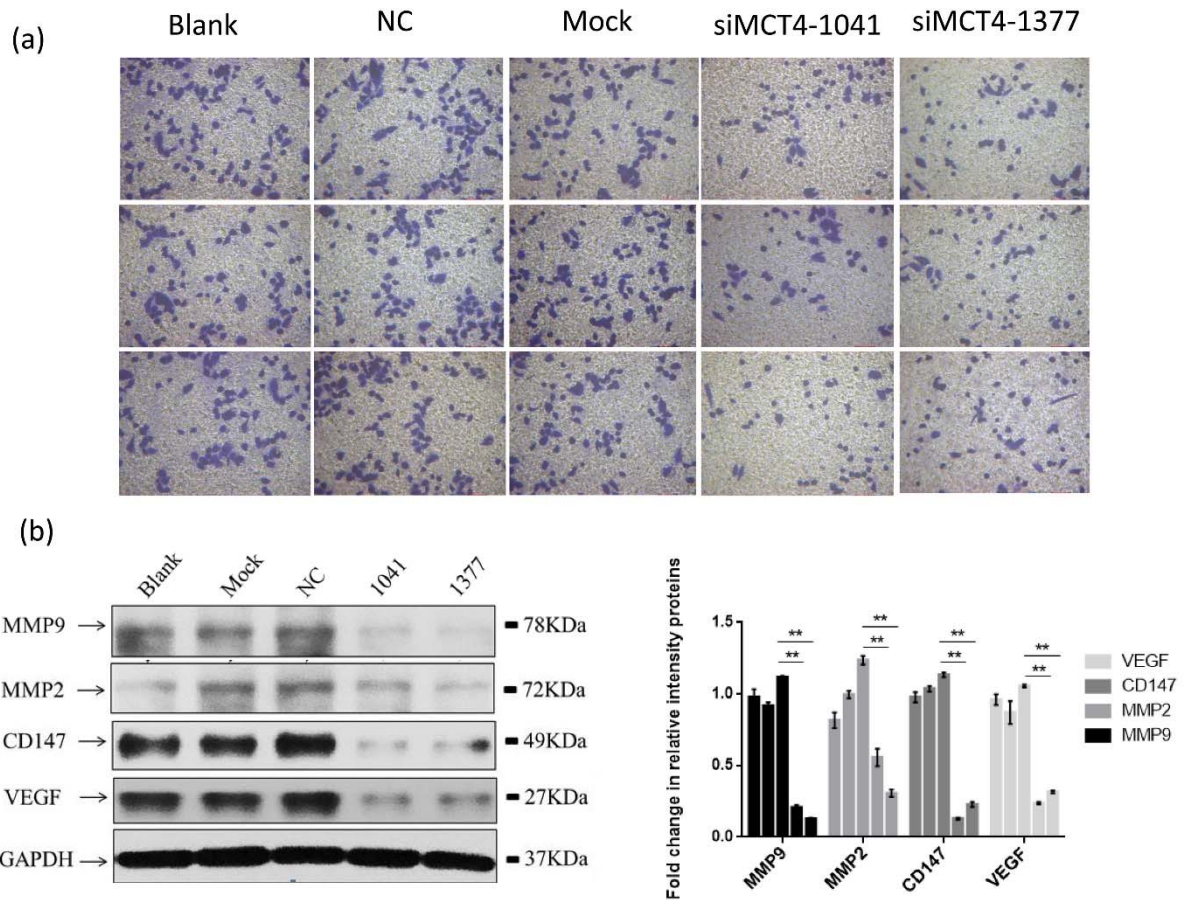 (a)
Blank NC Mock siMCT4-1041 siMCT4-1377
(b)
Blank Mock NC 1041 1377
MMP9 78KDa
MMP2 72KDa
CD147 49KDa
VEGF 27KDa
GAPDH 37KDa
Fold change in relative intensity proteins
1.5
1.0
0.5
0.0
** ** ** **
** ** ** **
MMP9 MMP2 CD147 VEGF
VEGF
CD147
MMP2
MMP9